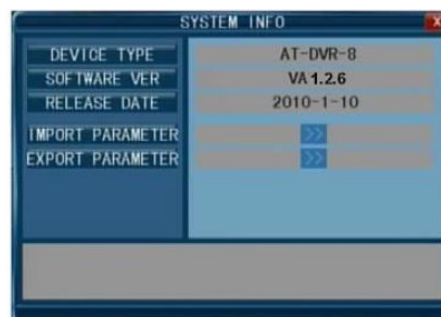 SYSTEM INFO X
DEVICE TYPE AT-DVR-8
SOFTWARE VER VA 1.2.6
RELEASE DATE 2010-1-10
IMPORT PARAMETER >>
EXPORT PARAMETER >>